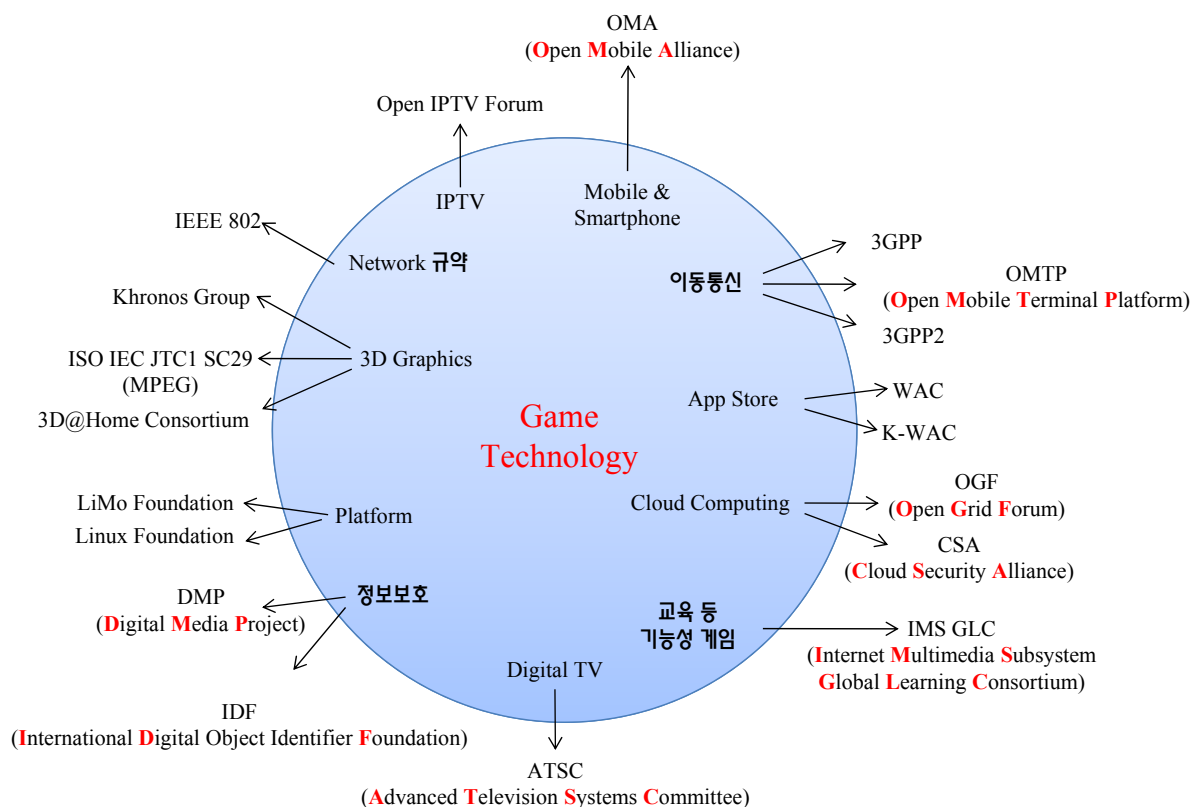 OMA
(Open Mobile Alliance)
Open IPTV Forum
IPTV
Mobile &
Smartphone
IEEE 802
Network 규약
3GPP
이동통신
OMTP
(Open Mobile Terminal Platform)
3GPP2
Khronos Group
ISO IEC JTC1 SC29
(MPEG)
3D Graphics
3D@Home Consortium
App Store
WAC
K-WAC
Game
Technology
LiMo Foundation
Linux Foundation
Platform
Cloud Computing
OGF
(Open Grid Forum)
CSA
(Cloud Security Alliance)
정보보호
DMP
(Digital Media Project)
IDF
(International Digital Object Identifier Foundation)
교육 등
기능성 게임
IMS GLC
(Internet Multimedia Subsystem
Global Learning Consortium)
Digital TV
ATSC
(Advanced Television Systems Committee)